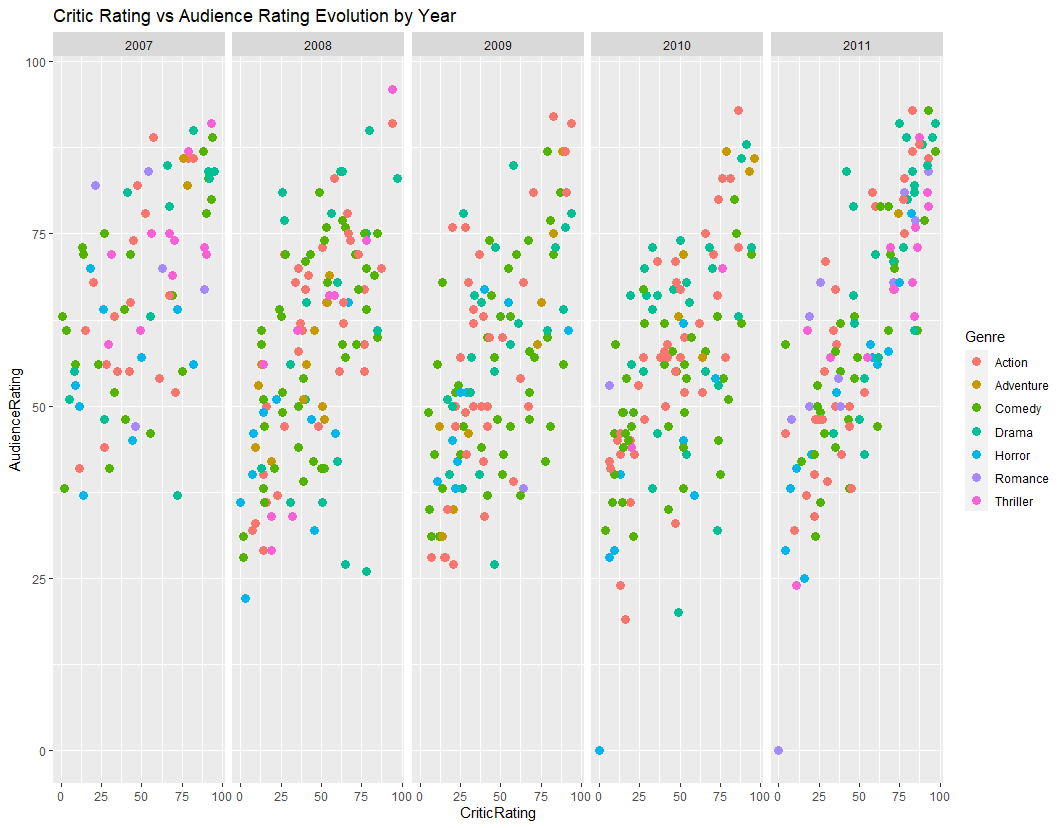 Critic Rating vs Audience Rating Evolution by Year
2007 2008 2009 2010 2011
100
75
50
25
0
AudienceRating
0 25 50 75 100 0 25 50 75 100 0 25 50 75 100 0 25 50 75 100 0 25 50 75 100
CriticRating
Genre
Action
Adventure
Comedy
Drama
Horror
Romance
Thriller